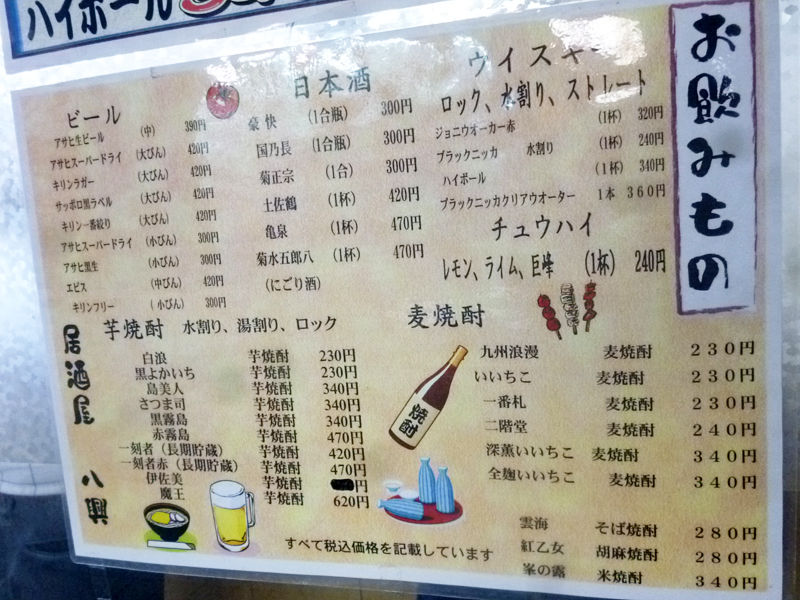 ハイボール
お飲みもの
ビール
アサヒ生ビール (中) 390円
アサヒスーパードライ (大びん) 420円
キリンラガー (大びん) 420円
サッポロ黒ラベル (大びん) 420円
キリン一番絞り (大びん) 420円
アサヒスーパードライ (小びん) 300円
アサヒ黒生 (小びん) 300円
エビス (中びん) 420円
キリンフリー (小びん) 300円
日本酒
豪快 (1合瓶) 300円
国乃長 (1合瓶) 300円
菊正宗 (1合) 300円
土佐鶴 (1杯) 420円
亀泉 (1杯) 470円
菊水五郎八 (1杯) 470円
(にごり酒)
ウイスキー
ロック、水割り、ストレート
ジョニウオーカー赤 (1杯) 320円
ブラックニッカ 水割り (1杯) 240円
ハイボール (1杯) 340円
ブラックニッカクリアウオーター 1本 360円
チュウハイ
レモン、ライム、巨峰 (1杯) 240円
居酒屋 八興
芋焼酎 水割り、湯割り、ロック
白浪 芋焼酎 230円
黒よかいち 芋焼酎 230円
島美人 芋焼酎 340円
さつま司 芋焼酎 340円
黒霧島 芋焼酎 340円
赤霧島 芋焼酎 470円
一刻者(長期貯蔵) 芋焼酎 420円
一刻者赤(長期貯蔵) 芋焼酎 470円
伊佐美 芋焼酎 円
魔王 芋焼酎 620円
麦焼酎
九州浪漫 麦焼酎 230円
いいちこ 麦焼酎 230円
一番札 麦焼酎 230円
二階堂 麦焼酎 240円
深薫いいちこ 麦焼酎 340円
全麹いいちこ 麦焼酎 340円
焼酎
雲海 そば焼酎 280円
紅乙女 胡麻焼酎 280円
峯の露 米焼酎 340円
すべて税込価格を記載しています